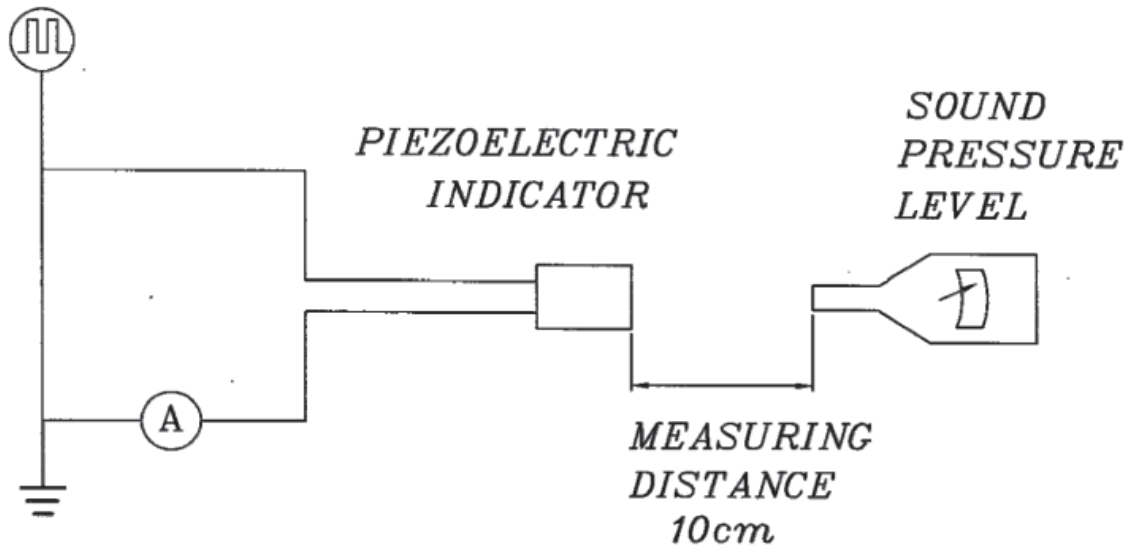 PIEZOELECTRIC
INDICATOR
SOUND
PRESSURE
LEVEL
A
MEASURING
DISTANCE
10cm